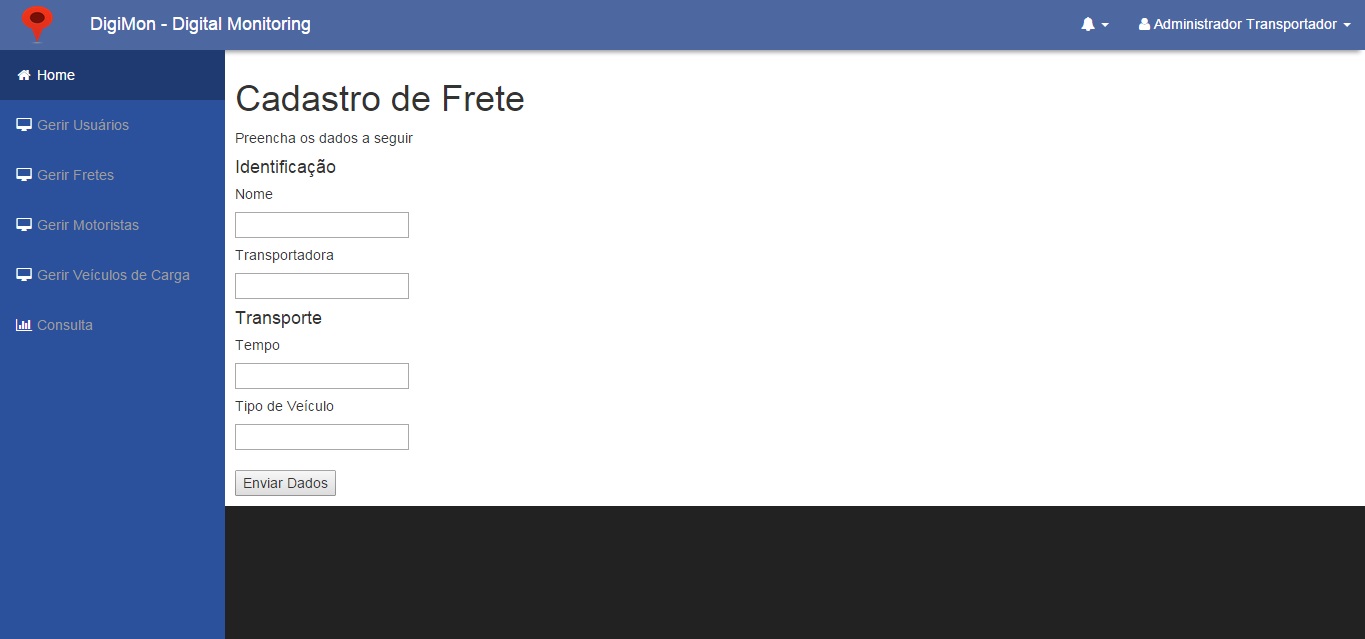 DigiMon - Digital Monitoring
Administrador Transportador
Home
Gerir Usuários
Gerir Fretes
Gerir Motoristas
Gerir Veículos de Carga
Consulta
Cadastro de Frete
Preencha os dados a seguir
Identificação
Nome
Transportadora
Transporte
Tempo
Tipo de Veículo
Enviar Dados